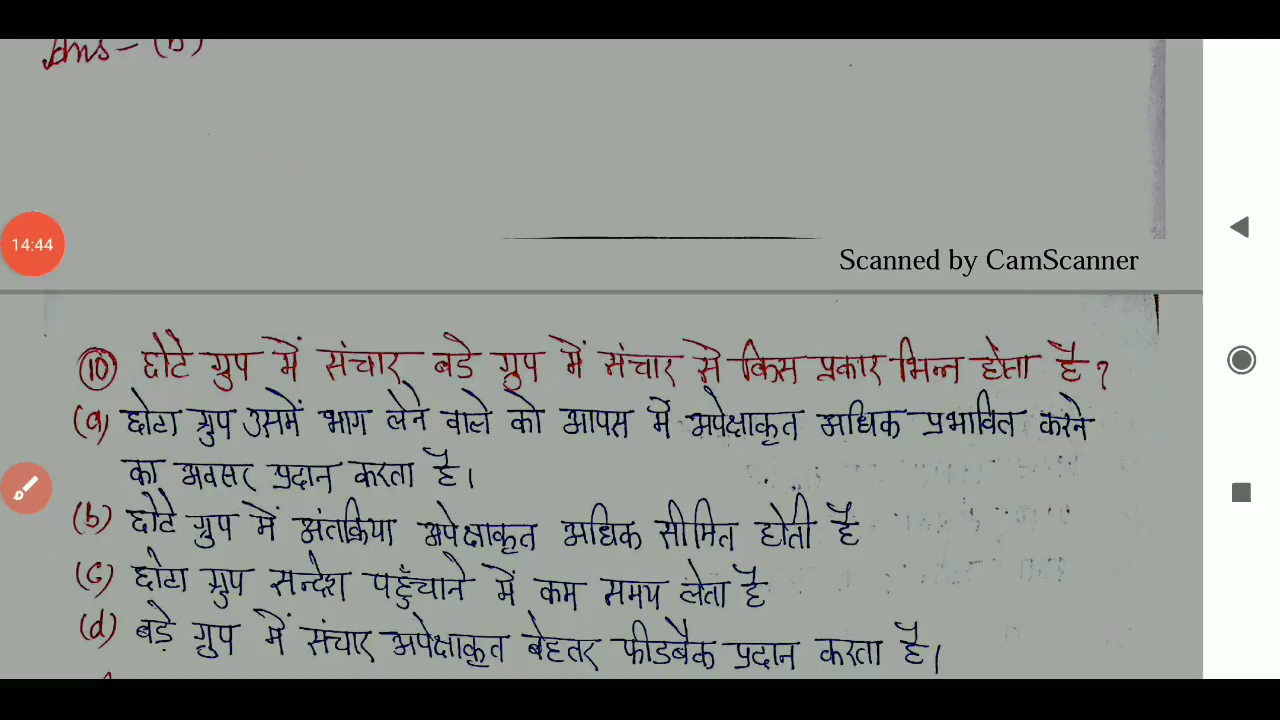 Ans - (b)
14:44
Scanned by CamScanner
(10) छोटे ग्रुप में संचार बडे ग्रुप में संचार से किस प्रकार भिन्न होता है?
(a) छोटा ग्रुप उसमें भाग लेने वाले को आपस में अपेक्षाकृत अधिक प्रभावित करने
का अवसर प्रदान करता है।
(b) छोटे ग्रुप में अंतक्रिया अपेक्षाकृत अधिक सीमित होती है
(c) छोटा ग्रुप सन्देश पहुँचाने में कम समय लेता है
(d) बड़े ग्रुप में संचार अपेक्षाकृत बेहतर फीडबैक प्रदान करता है।